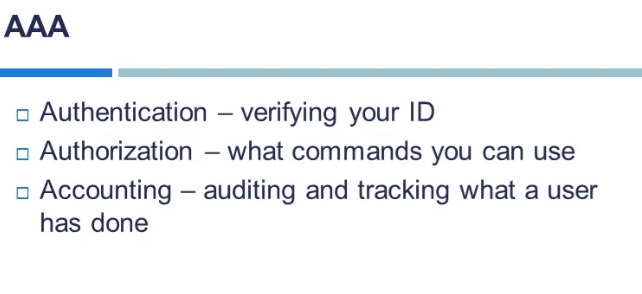 AAA
Authentication – verifying your ID
Authorization – what commands you can use
Accounting – auditing and tracking what a user
has done